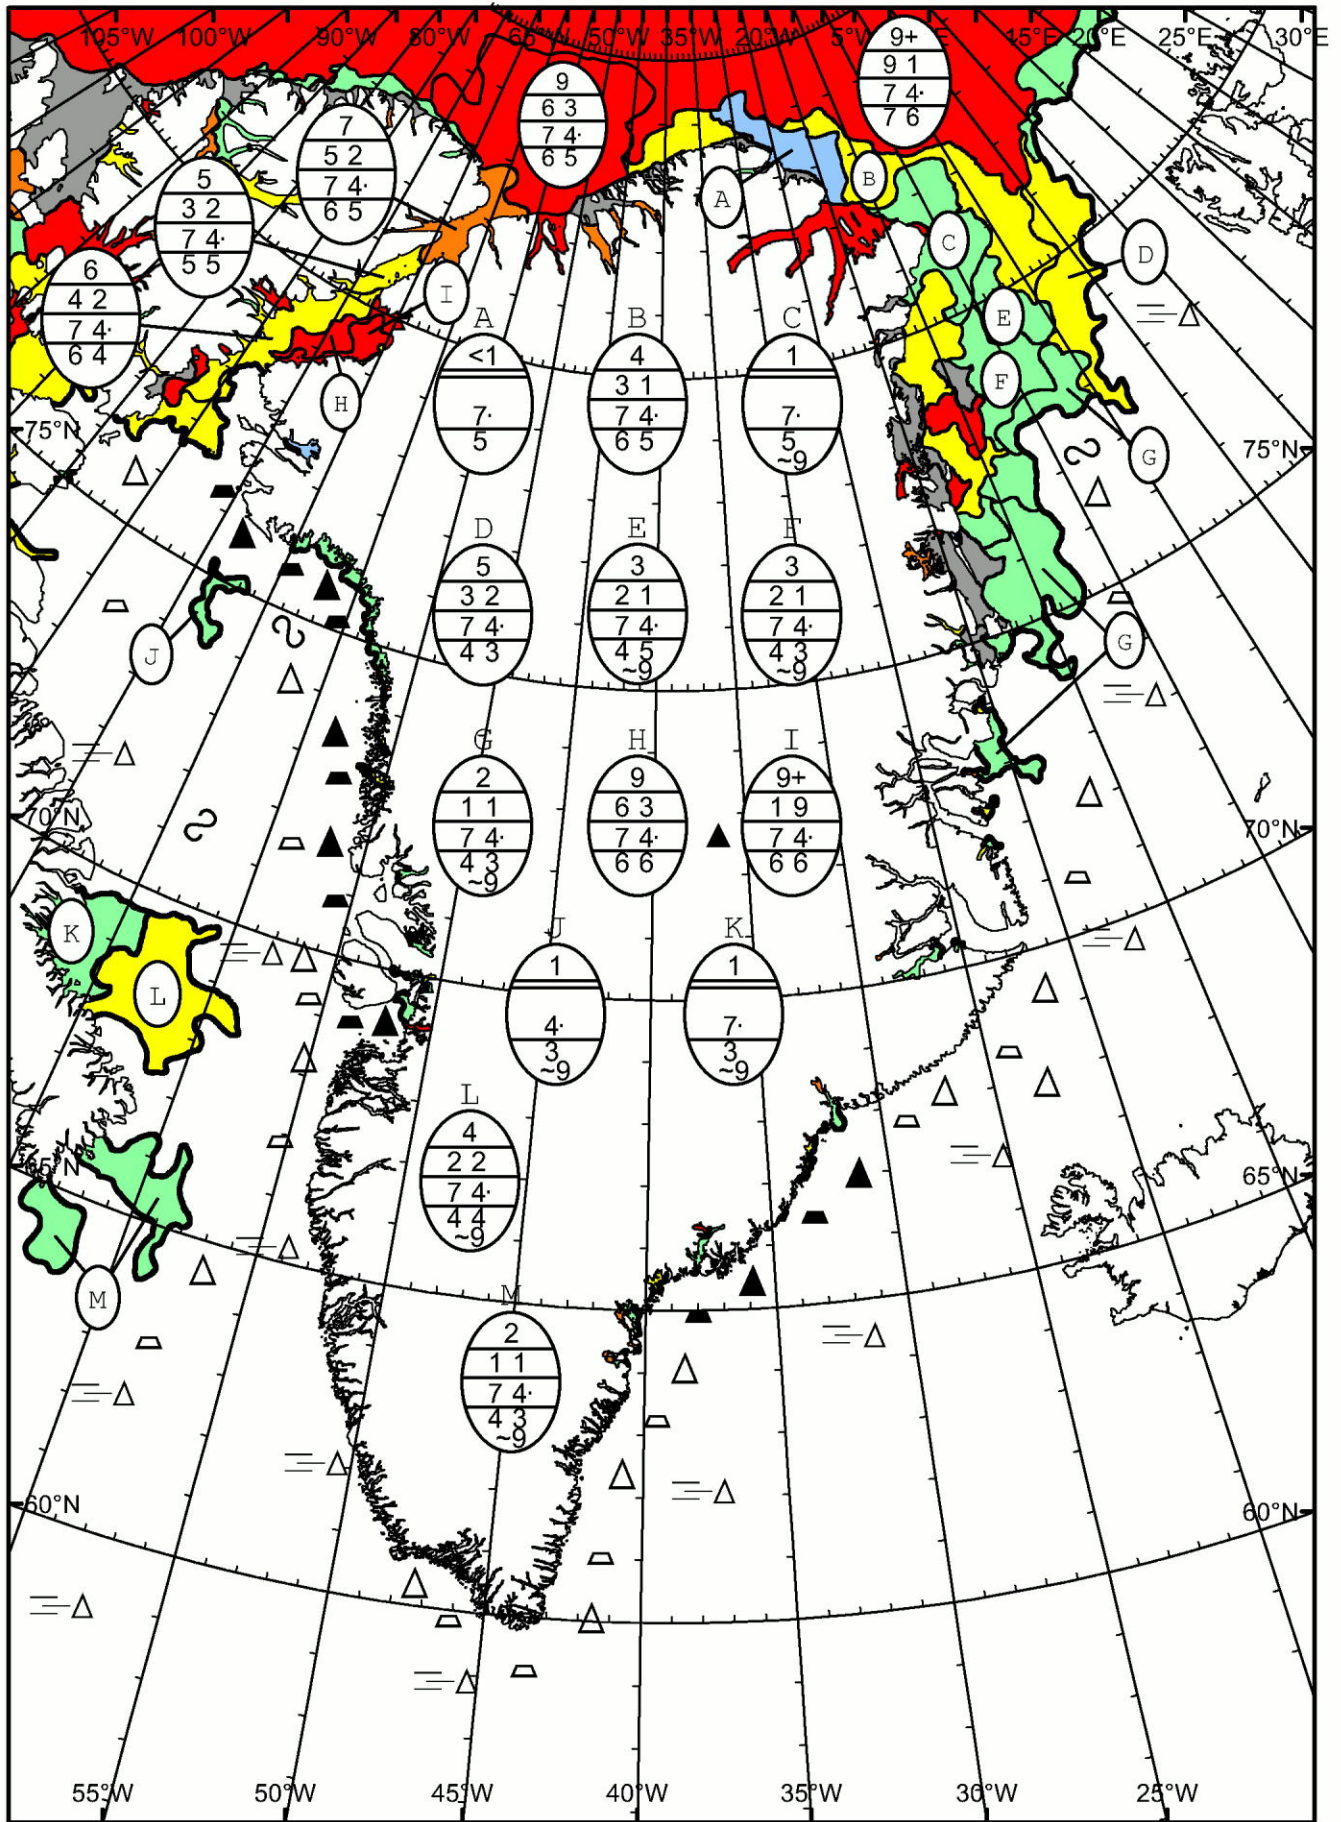 105°W 100°W 90°W 80°W 65°W 50°W 35°W 20°W 5°W 15°E 20°E 25°E 30°E
9+
9 1
7 4·
7 6
9
6 3
7 4·
6 5
7
5 2
7 4·
6 5
5
3 2
7 4·
5 5
6
4 2
7 4·
6 4
A
B
C
D
E
F
G
H
I
75°N
75°N
A
<1
7·
5
B
4
3 1
7 4·
6 5
C
1
7·
5
~9
D
5
3 2
7 4·
4 3
E
3
2 1
7 4·
4 5
~9
F
3
2 1
7 4·
4 3
~9
G
J
G
2
1 1
7 4·
4 3
~9
H
9
6 3
7 4·
6 6
I
9+
1 9
7 4·
6 6
70°N
70°N
K
L
J
1
4·
3
~9
K
1
7·
3
~9
L
4
2 2
7 4·
4 4
~9
65°N
65°N
M
M
2
1 1
7 4·
4 3
~9
60°N
60°N
55°W 50°W 45°W 40°W 35°W 30°W 25°W